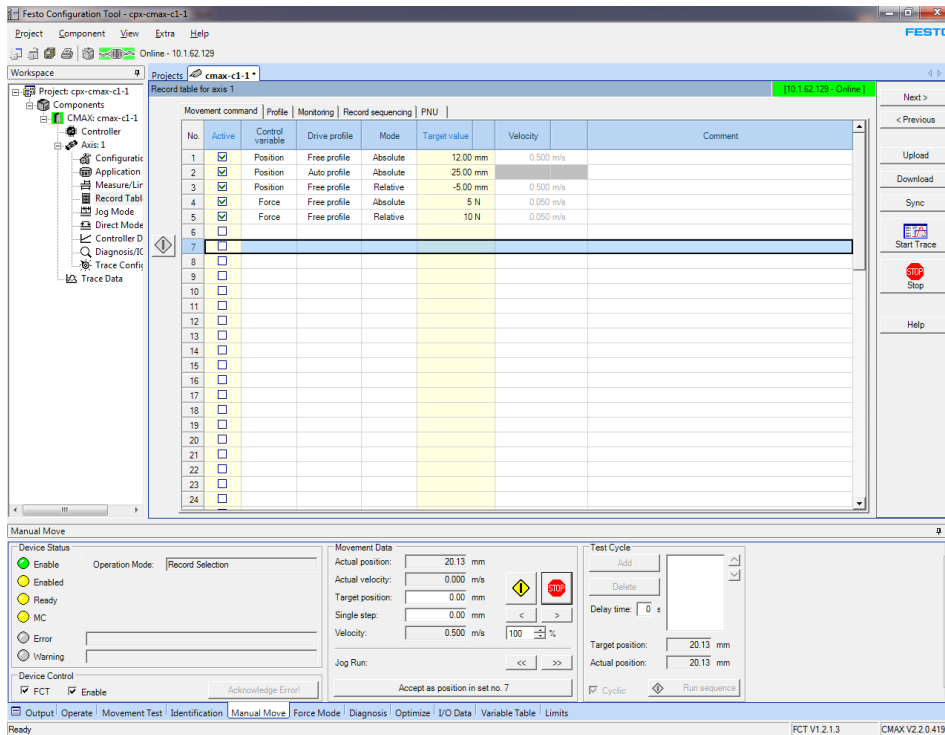 Festo Configuration Tool - cpx-cmax-c1-1
Project Component View Extra Help
FESTO
Online - 10.1.62.129
Workspace
Projects cmax-c1-1 *
Project: cpx-cmax-c1-1
Components
CMAX: cmax-c1-1
Controller
Axis: 1
Configuratic
Application
Measure/Lir
Record Tabl
Jog Mode
Direct Mode
Controller D
Diagnosis/IC
Trace Config
Trace Data
Record table for axis 1
[10.1.62.129 - Online ]
Movement command Profile Monitoring Record sequencing PNU
No. Active Control variable Drive profile Mode Target value Velocity Comment
1 Position Free profile Absolute 12.00 mm 0.500 m/s
2 Position Auto profile Absolute 25.00 mm
3 Position Free profile Relative -5.00 mm 0.500 m/s
4 Force Free profile Absolute 5 N 0.050 m/s
5 Force Free profile Relative 10 N 0.050 m/s
6
7
8
9
10
11
12
13
14
15
16
17
18
19
20
21
22
23
24
Next >
< Previous
Upload
Download
Sync
Start Trace
STOP
Stop
Help
Manual Move
Device Status
Enable Operation Mode: Record Selection
Enabled
Ready
MC
Error
Warning
Device Control
FCT Enable Acknowledge Error!
Movement Data
Actual position: 20.13 mm
Actual velocity: 0.000 m/s
Target position: 0.00 mm
STOP
Single step: 0.00 mm < >
Velocity: 0.500 m/s 100 %
Jog Run: << >>
Accept as position in set no. 7
Test Cycle
Add
Delete
Delay time: 0 s
Target position: 20.13 mm
Actual position: 20.13 mm
Cyclic Run sequence
Output Operate Movement Test Identification Manual Move Force Mode Diagnosis Optimize I/O Data Variable Table Limits
Ready FCT V1.2.1.3 CMAX V2.2.0.419